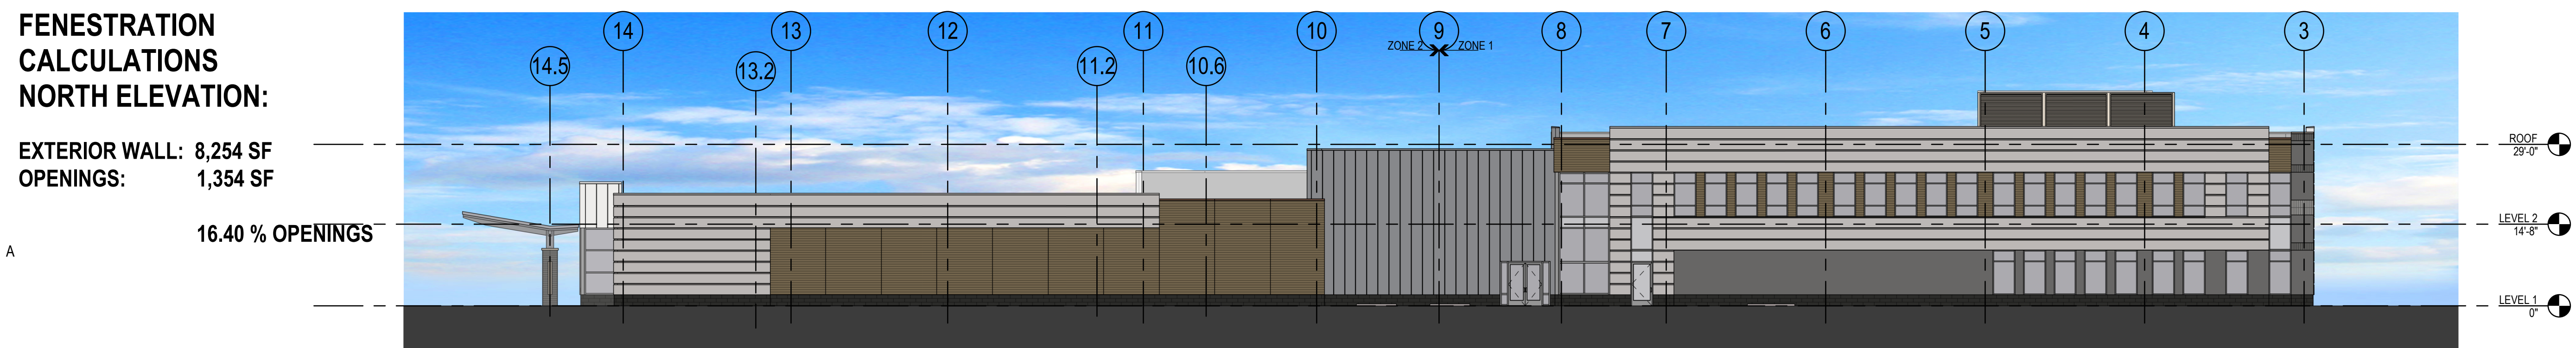 FENESTRATION
CALCULATIONS
NORTH ELEVATION:
EXTERIOR WALL: 8,254 SF
OPENINGS: 1,354 SF
16.40 % OPENINGS
A
14.5
14
13.2
13
12
11.2
11
10.6
10
9
ZONE 2 ZONE 1
8
7
6
5
4
3
ROOF
29'-0"
LEVEL 2
14'-8"
LEVEL 1
0"